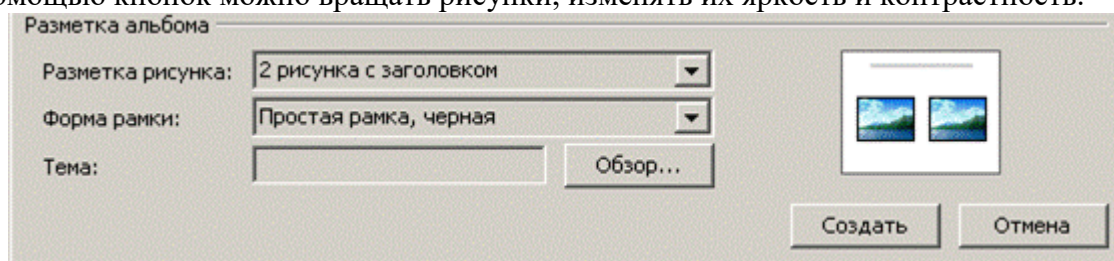 помощью кнопок можно вращать рисунки, изменять их яркость и контрастность.
Разметка альбома
Разметка рисунка: 2 рисунка с заголовком
Форма рамки: Простая рамка, черная
Тема: Обзор...
Создать Отмена